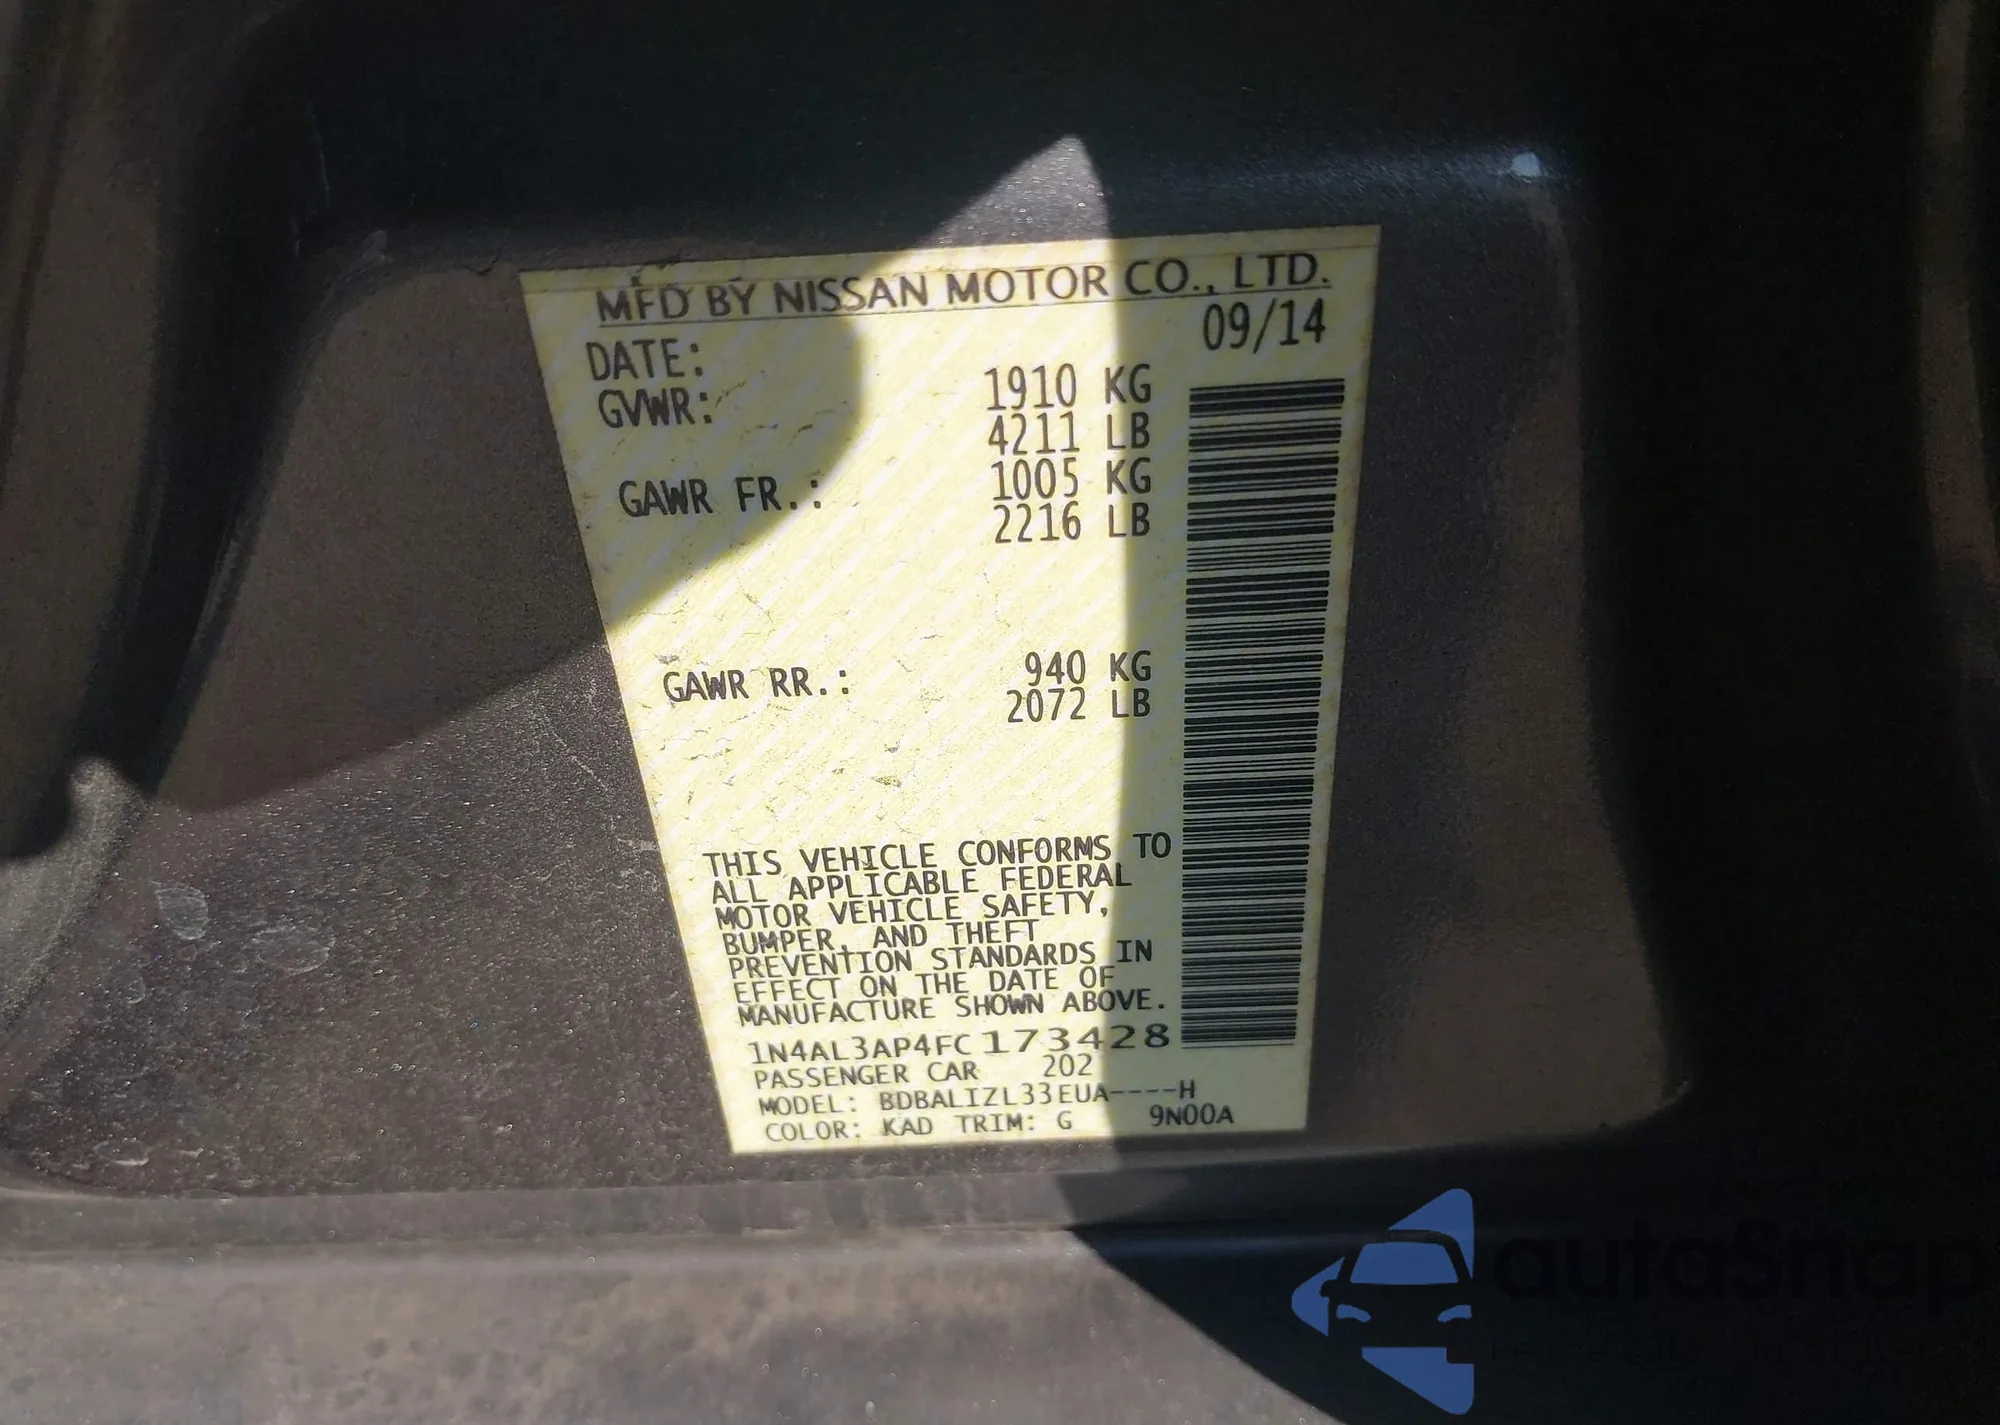 MFD BY NISSAN MOTOR CO., LTD.
DATE: 09/14
GVWR: 1910 KG
4211 LB
GAWR FR.: 1005 KG
2216 LB
GAWR RR.: 940 KG
2072 LB
THIS VEHICLE CONFORMS TO
ALL APPLICABLE FEDERAL
MOTOR VEHICLE SAFETY,
BUMPER, AND THEFT
PREVENTION STANDARDS IN
EFFECT ON THE DATE OF
MANUFACTURE SHOWN ABOVE.
1N4AL3AP4FC173428
PASSENGER CAR 202
MODEL: BDBALIZL33EUA----H
COLOR: KAD TRIM: G 9N00A
autoSnap